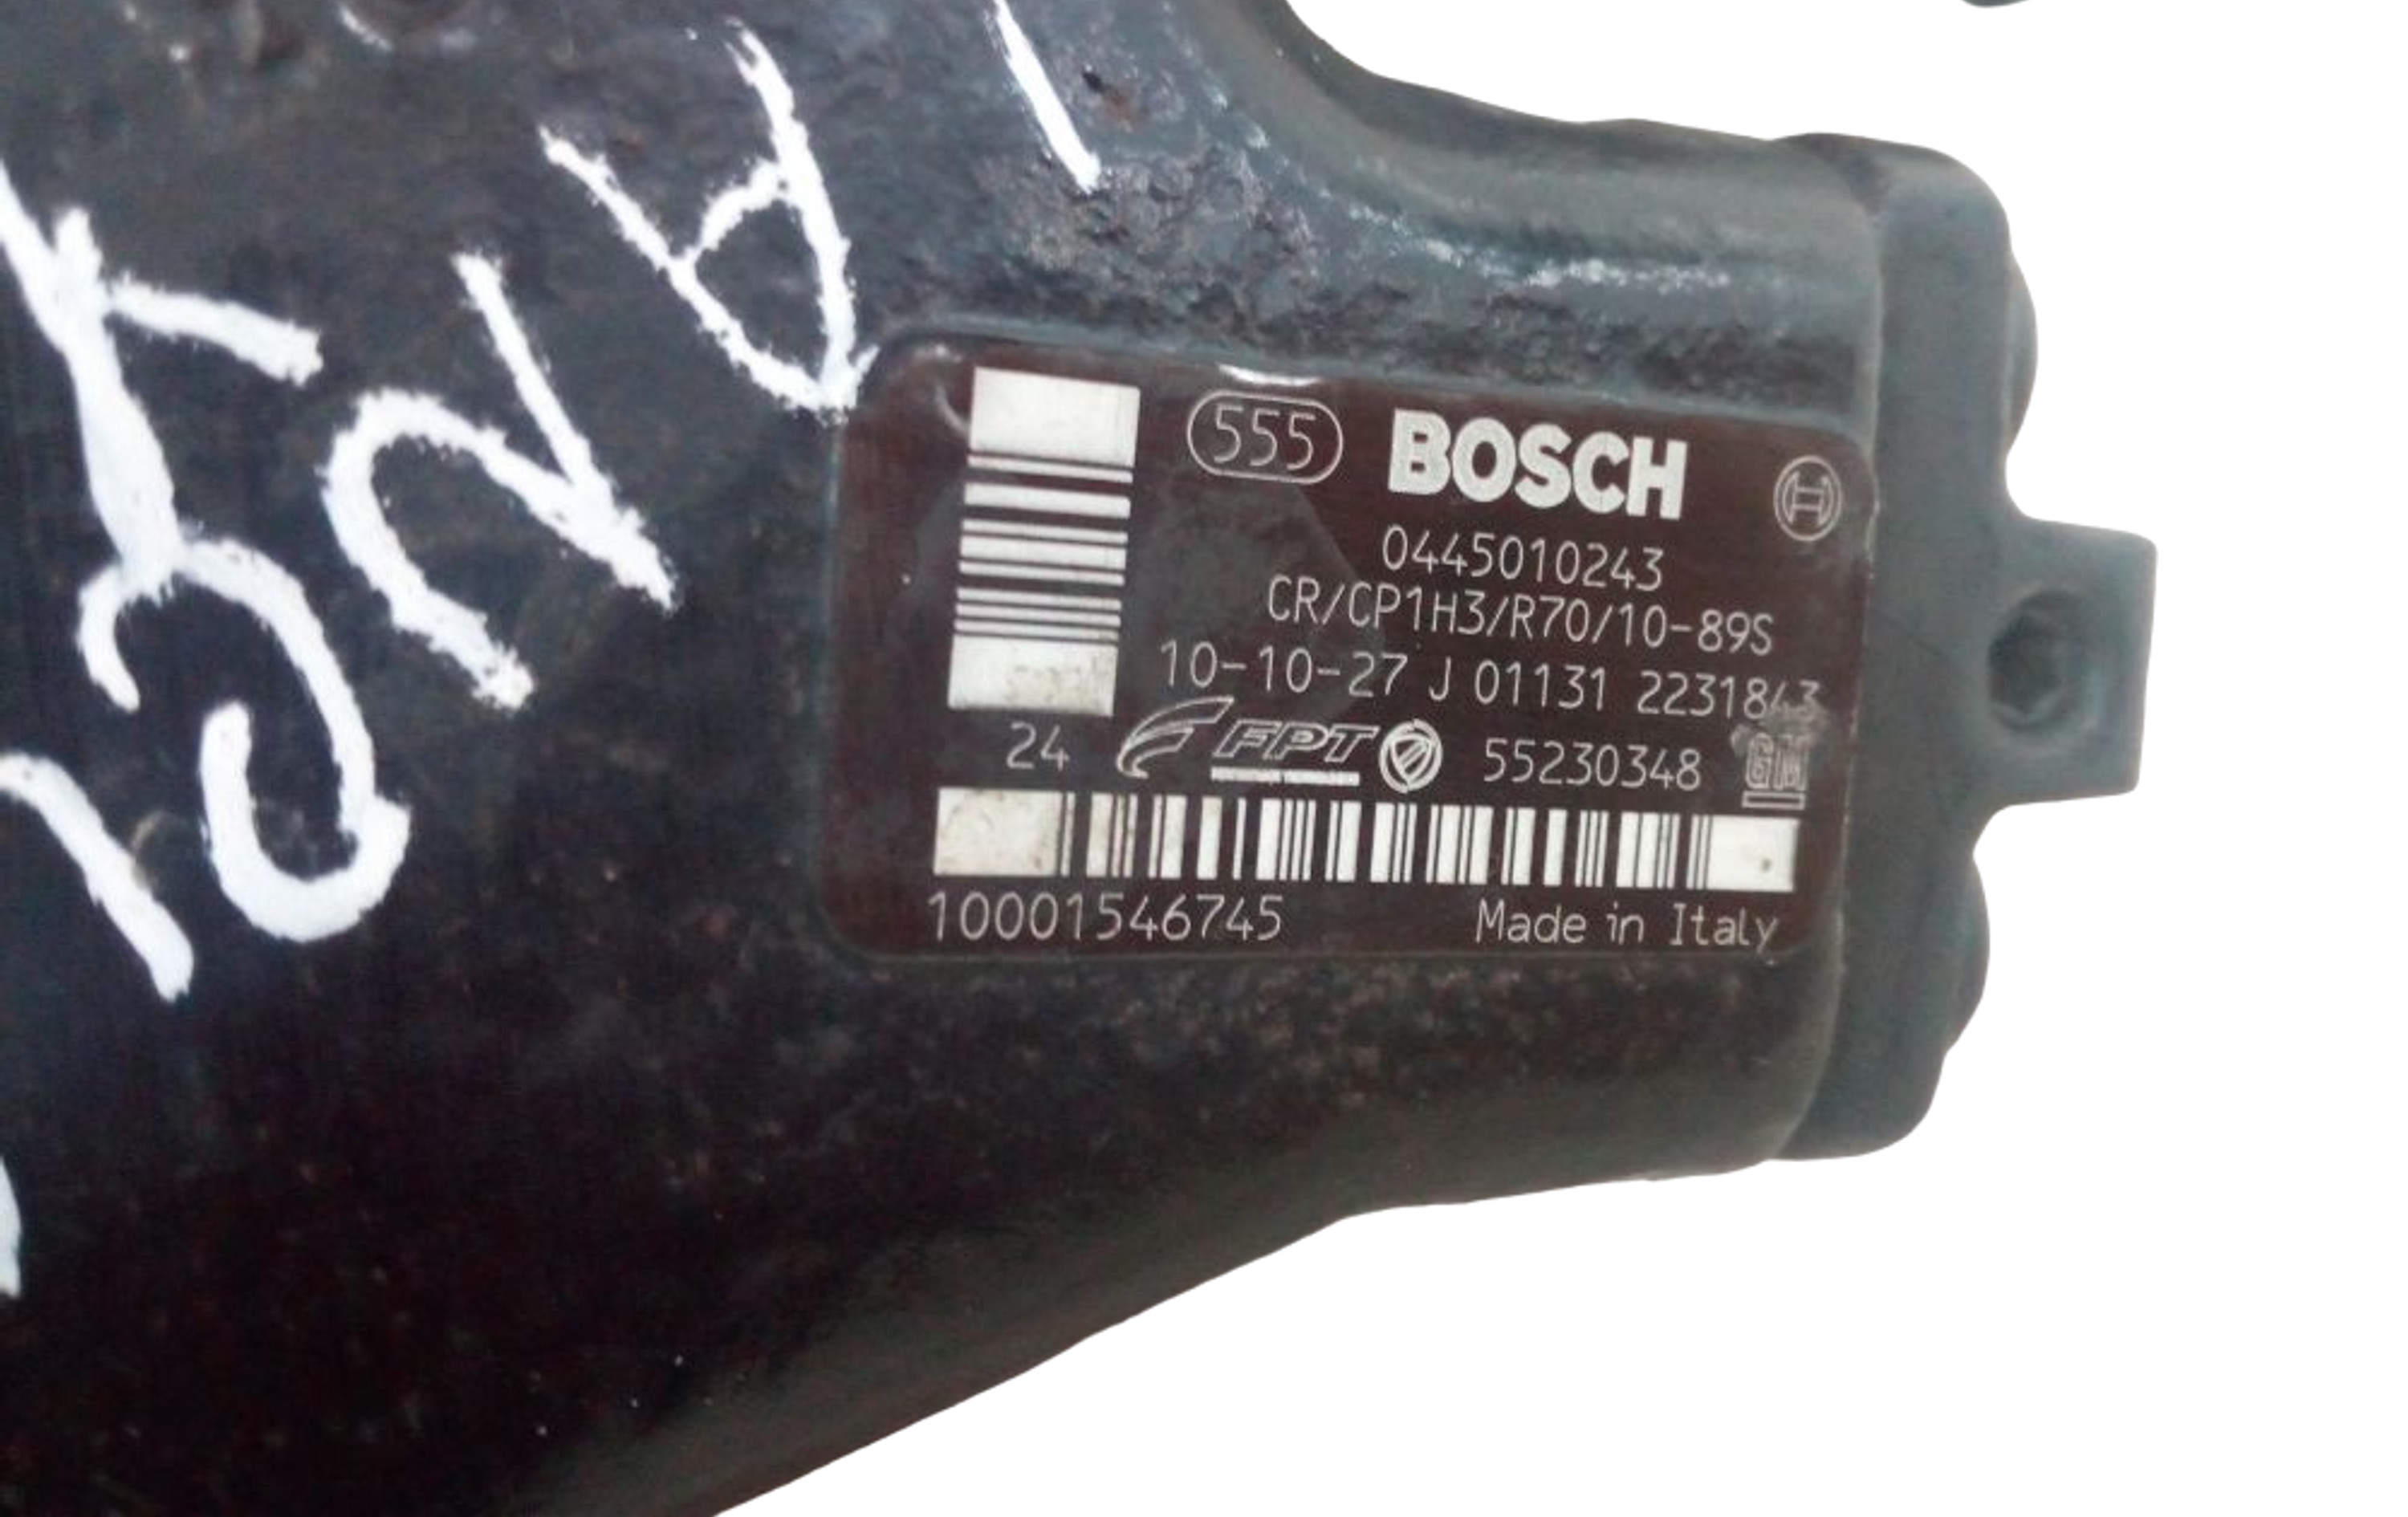 555 BOSCH
0445010243
CR/CP1H3/R70/10-89S
10-10-27 J 01131 2231843
24 FPT 55230348 GM
10001546745 Made in Italy